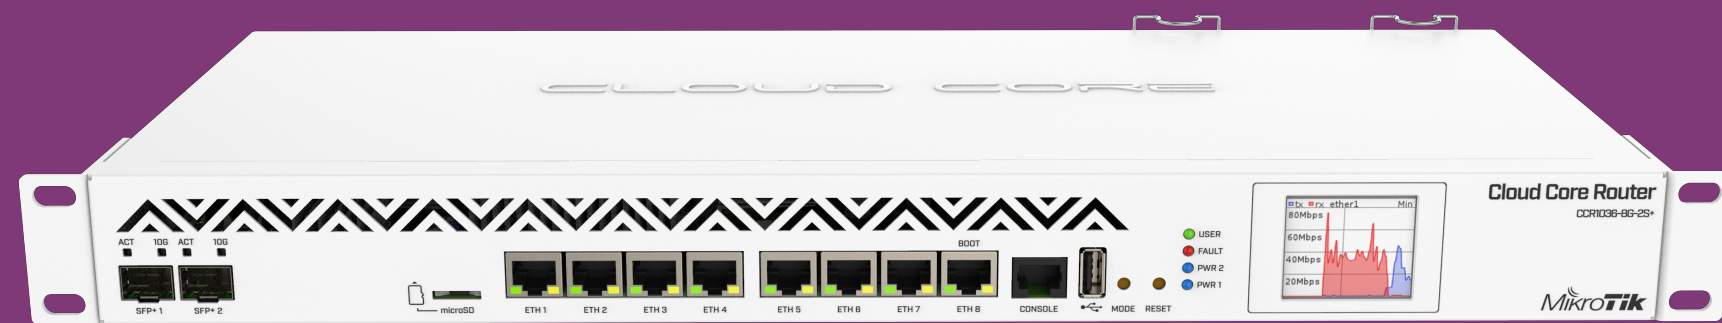 CLOUD CORE
Cloud Core Router
CCR1036-8G-2S+
ACT 10G ACT 10G
SFP+ 1 SFP+ 2
microSD
ETH 1 ETH 2 ETH 3 ETH 4 ETH 5 ETH 6 ETH 7 ETH 8
BOOT
CONSOLE
MODE RESET
USER
FAULT
PWR 2
PWR 1
tx rx ether1 Min
80Mbps
60Mbps
40Mbps
20Mbps
MikroTik